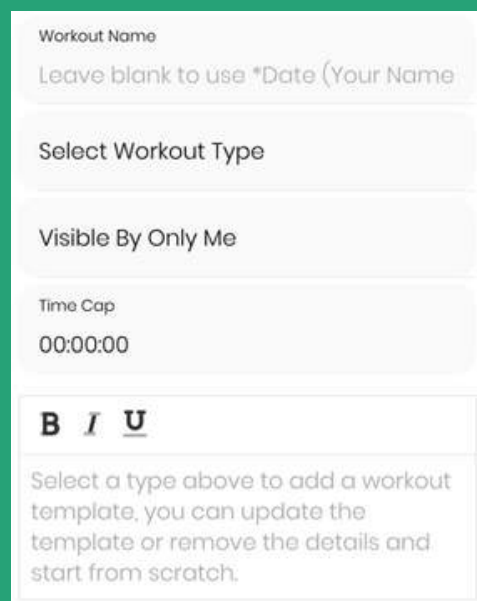 Workout Name
Leave blank to use *Date (Your Name
Select Workout Type
Visible By Only Me
Time Cap
00:00:00
B I U
Select a type above to add a workout
template, you can update the
template or remove the details and
start from scratch.